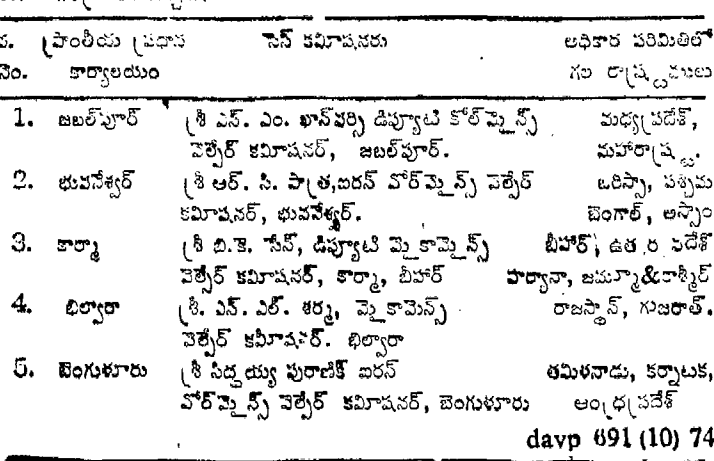 వ. ప్రాంతీయ ప్రధాన సెస్ కమీషనరు అధికార పరిమితిలో
నెం. కార్యాలయం గల రాష్ట్రములు
1. జబల్‌పూర్ శ్రీ ఎన్. ఎం. ఖాన్‌వర్సి డిప్యూటి కోల్‌మైన్స్ మధ్యప్రదేశ్,
వెల్ఫేర్ కమీషనర్, జబల్‌పూర్. మహారాష్ట్ర.
2. భువనేశ్వర్ శ్రీ ఆర్. సి. పాత్ర,ఐరన్ వోర్‌మైన్స్ వెల్ఫేర్ ఒరిస్సా, పశ్చిమ
కమీషనర్, భువనేశ్వర్. బెంగాల్, అస్సాం
3. కార్మా శ్రీ బి.కె. సేన్, డిప్యూటి మైకామైన్స్ బీహార్, ఉత్తర ప్రదేశ్
వెల్ఫేర్ కమీషనర్, కార్మా, బీహార్ హర్యానా, జమ్మూ&కాశ్మీర్
4. భిల్వారా శ్రీ. ఎన్. ఎల్. శర్మ, మైకామెన్స్ రాజస్థాన్, గుజరాత్.
వెల్ఫేర్ కమీషనర్. భిల్వారా
5. బెంగుళూరు శ్రీ సిద్దయ్య పురాణిక్ ఐరన్ తమిళనాడు, కర్నాటక,
వోర్‌మైన్స్ వెల్ఫేర్ కమీషనర్, బెంగుళూరు ఆంధ్రప్రదేశ్
davp 691 (10) 74